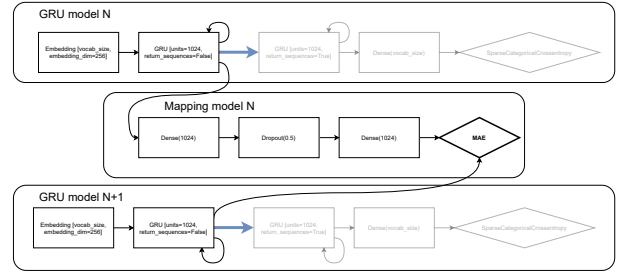 GRU model N
Embedding [vocab_size,
embedding_dim=256]
GRU [units=1024,
return_sequences=False]
GRU [units=1024,
return_sequences=True]
Dense(vocab_size)
SparseCategoricalCrossentropy
Mapping model N
Dense(1024)
Dropout(0.5)
Dense(1024)
MAE
GRU model N+1
Embedding [vocab_size,
embedding_dim=256]
GRU [units=1024,
return_sequences=False]
GRU [units=1024,
return_sequences=True]
Dense(vocab_size)
SparseCategoricalCrossentropy